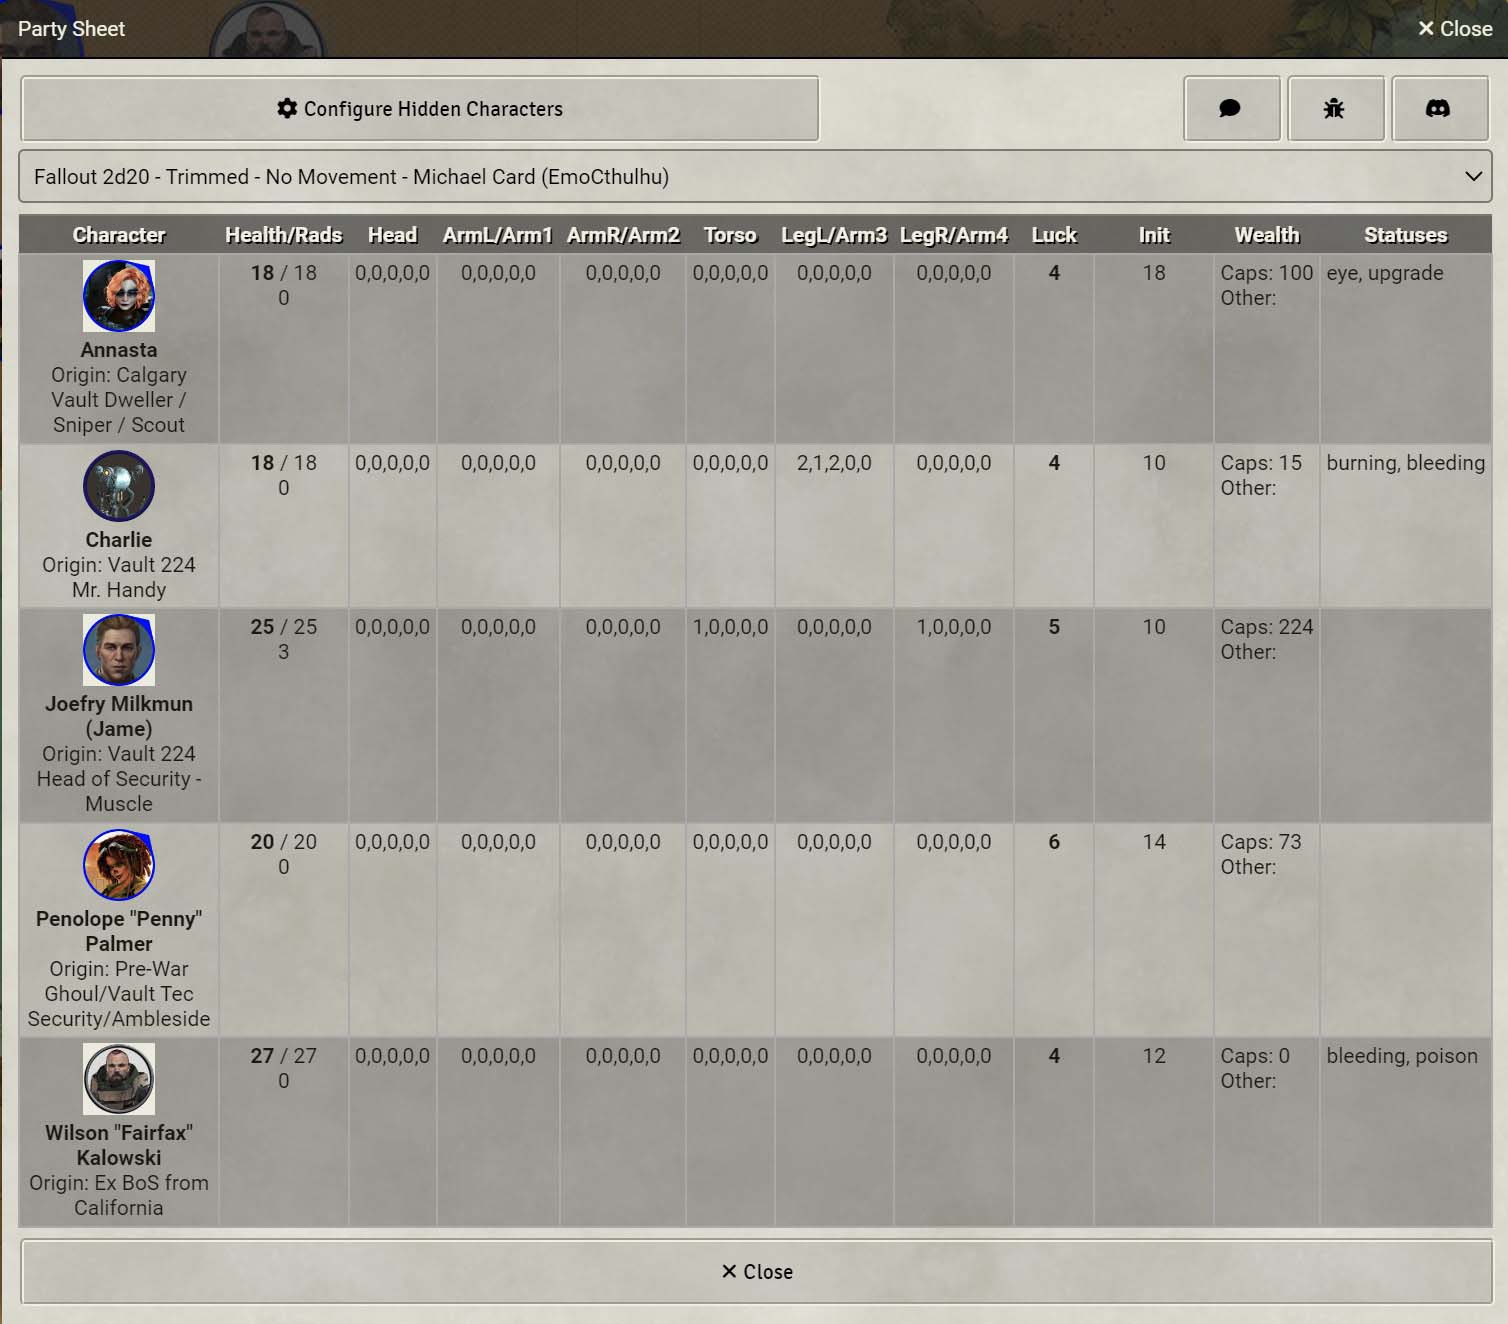 Party Sheet
✕ Close
Configure Hidden Characters
Fallout 2d20 - Trimmed - No Movement - Michael Card (EmoCthulhu)
Character Health/Rads Head ArmL/Arm1 ArmR/Arm2 Torso LegL/Arm3 LegR/Arm4 Luck Init Wealth Statuses
18 / 18 0,0,0,0,0 0,0,0,0,0 0,0,0,0,0 0,0,0,0,0 0,0,0,0,0 0,0,0,0,0 4 18 Caps: 100 eye, upgrade
0 Other:
Annasta
Origin: Calgary
Vault Dweller /
Sniper / Scout
18 / 18 0,0,0,0,0 0,0,0,0,0 0,0,0,0,0 0,0,0,0,0 2,1,2,0,0 0,0,0,0,0 4 10 Caps: 15 burning, bleeding
0 Other:
Charlie
Origin: Vault 224
Mr. Handy
25 / 25 0,0,0,0,0 0,0,0,0,0 0,0,0,0,0 1,0,0,0,0 0,0,0,0,0 1,0,0,0,0 5 10 Caps: 224
3 Other:
Joefry Milkmun
(Jame)
Origin: Vault 224
Head of Security -
Muscle
20 / 20 0,0,0,0,0 0,0,0,0,0 0,0,0,0,0 0,0,0,0,0 0,0,0,0,0 0,0,0,0,0 6 14 Caps: 73
0 Other:
Penolope "Penny"
Palmer
Origin: Pre-War
Ghoul/Vault Tec
Security/Ambleside
27 / 27 0,0,0,0,0 0,0,0,0,0 0,0,0,0,0 0,0,0,0,0 0,0,0,0,0 0,0,0,0,0 4 12 Caps: 0 bleeding, poison
0 Other:
Wilson "Fairfax"
Kalowski
Origin: Ex BoS from
California
✕ Close